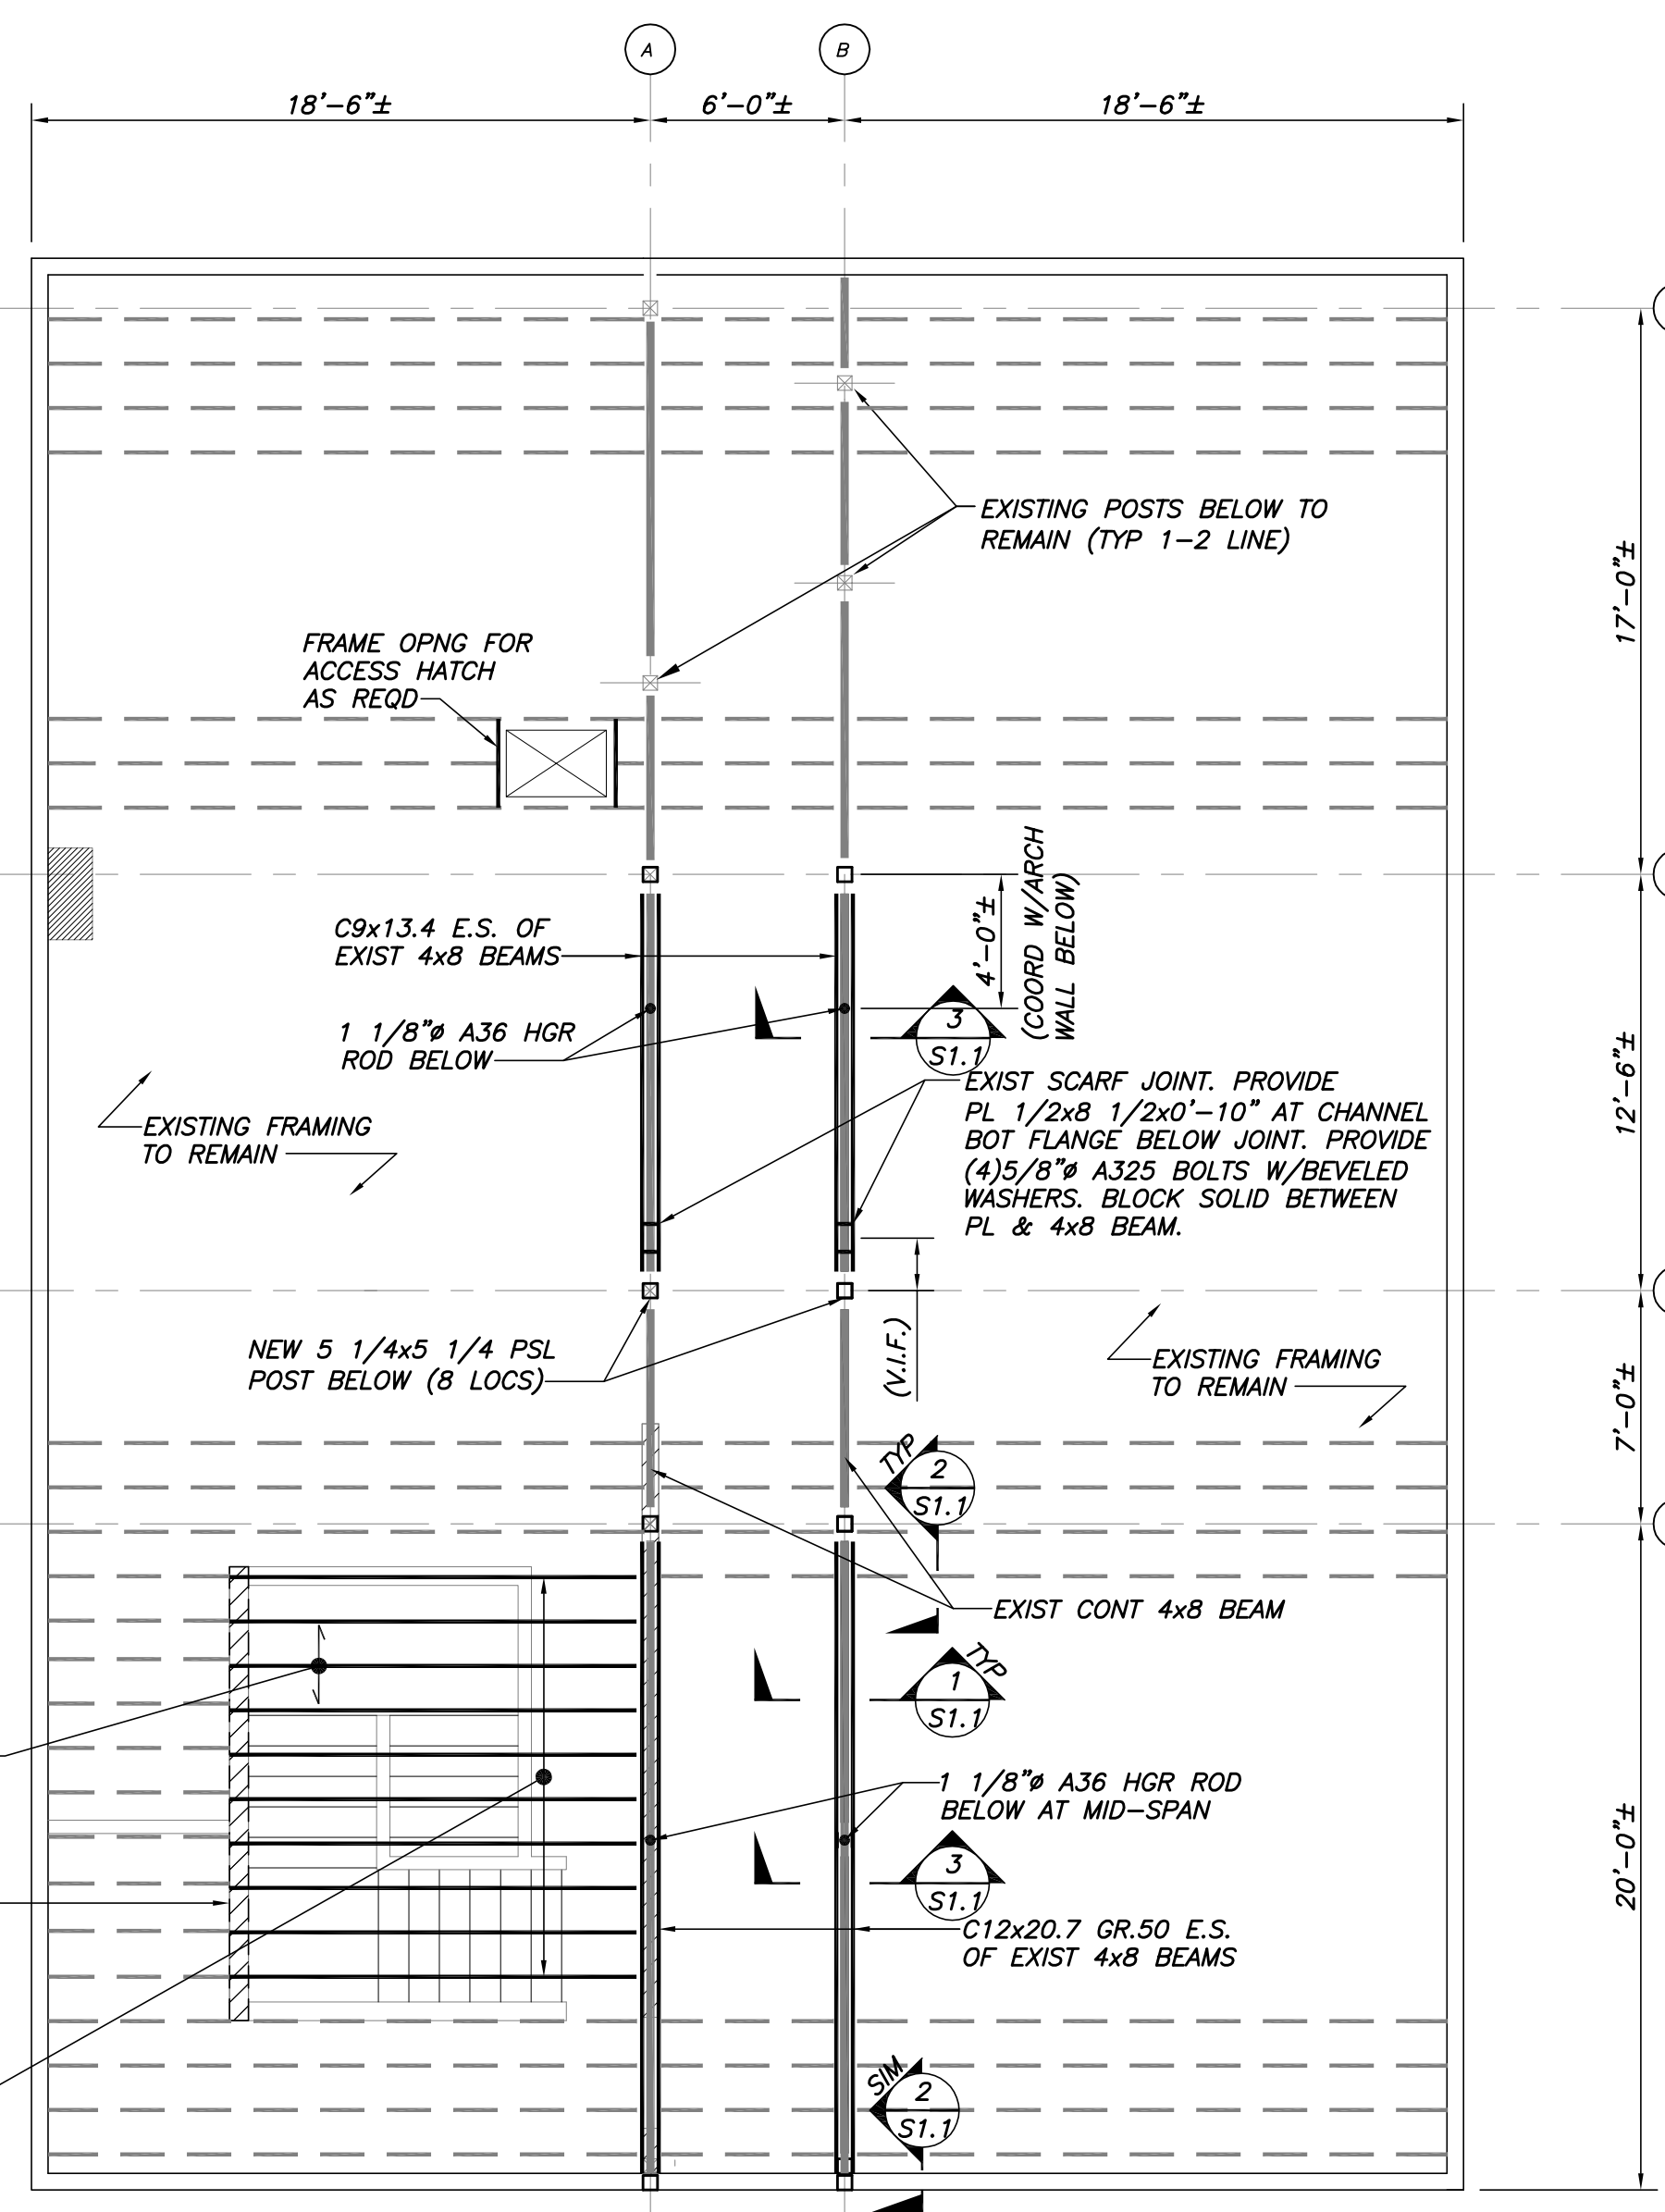 A
B
18'-6"±
6'-0"±
18'-6"±
EXISTING POSTS BELOW TO
REMAIN (TYP 1-2 LINE)
17'-0"±
FRAME OPNG FOR
ACCESS HATCH
AS REQD
4'-0"±
(COORD W/ARCH
WALL BELOW)
C9x13.4 E.S. OF
EXIST 4x8 BEAMS
3
S1.1
1 1/8"ø A36 HGR
ROD BELOW
12'-6"±
EXIST SCARF JOINT. PROVIDE
PL 1/2x8 1/2x0'-10" AT CHANNEL
BOT FLANGE BELOW JOINT. PROVIDE
(4)5/8"ø A325 BOLTS W/BEVELED
WASHERS. BLOCK SOLID BETWEEN
PL & 4x8 BEAM.
EXISTING FRAMING
TO REMAIN
NEW 5 1/4x5 1/4 PSL
POST BELOW (8 LOCS)
(V.I.F.)
EXISTING FRAMING
TO REMAIN
7'-0"±
TYP
2
S1.1
EXIST CONT 4x8 BEAM
TYP
1
S1.1
1 1/8"ø A36 HGR ROD
BELOW AT MID-SPAN
3
S1.1
20'-0"±
C12x20.7 GR.50 E.S.
OF EXIST 4x8 BEAMS
SIM
2
S1.1